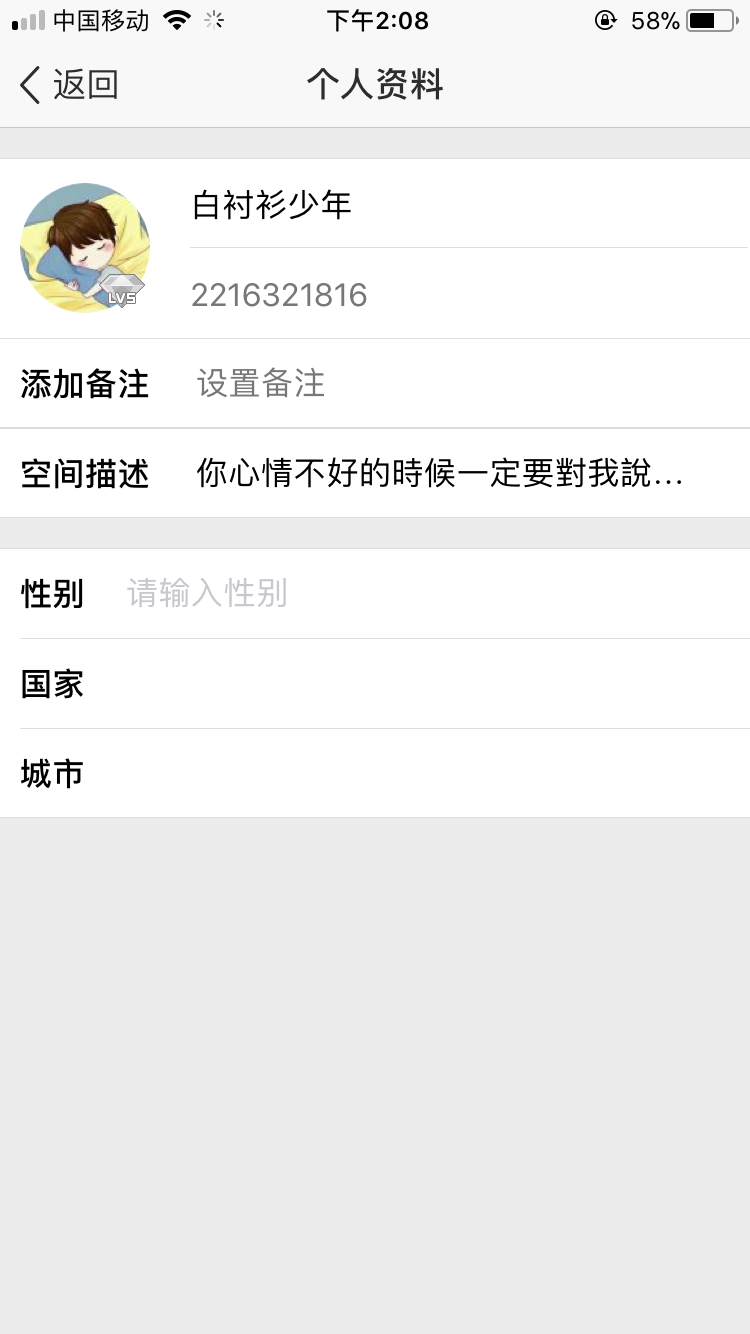 中国移动 下午2:08 58%
返回 个人资料
白衬衫少年
LV5
2216321816
添加备注 设置备注
空间描述 你心情不好的時候一定要對我說…
性别 请输入性别
国家
城市